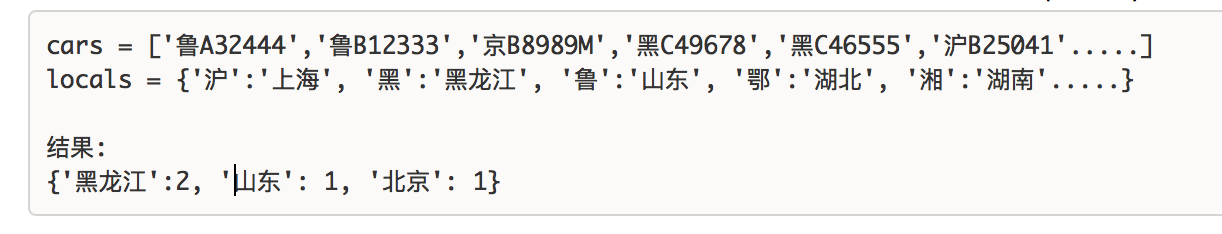 cars = ['鲁A32444','鲁B12333','京B8989M','黑C49678','黑C46555','沪B25041'.....]
locals = {'沪':'上海', '黑':'黑龙江', '鲁':'山东', '鄂':'湖北', '湘':'湖南'.....}
结果:
{'黑龙江':2, '山东': 1, '北京': 1}